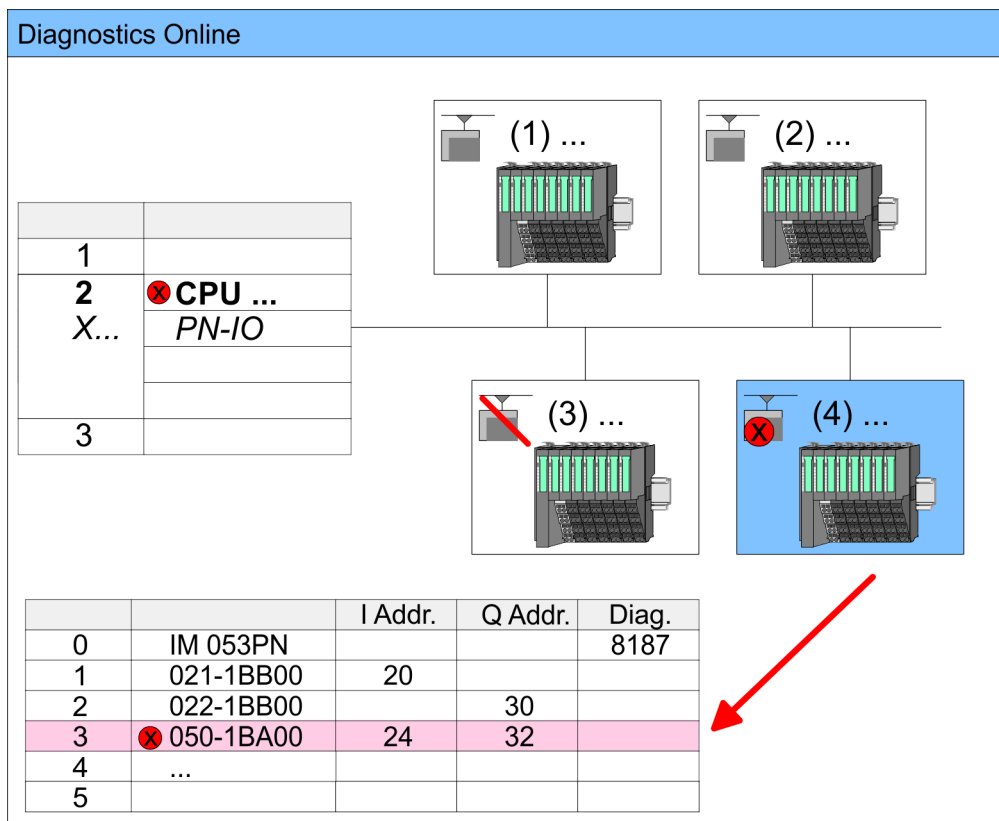 Diagnostics Online
(1) ...
(2) ...
1
2 X CPU ...
X... PN-IO
3
(3) ...
X (4) ...
I Addr. Q Addr. Diag.
0 IM 053PN 8187
1 021-1BB00 20
2 022-1BB00 30
3 X 050-1BA00 24 32
4 ...
5